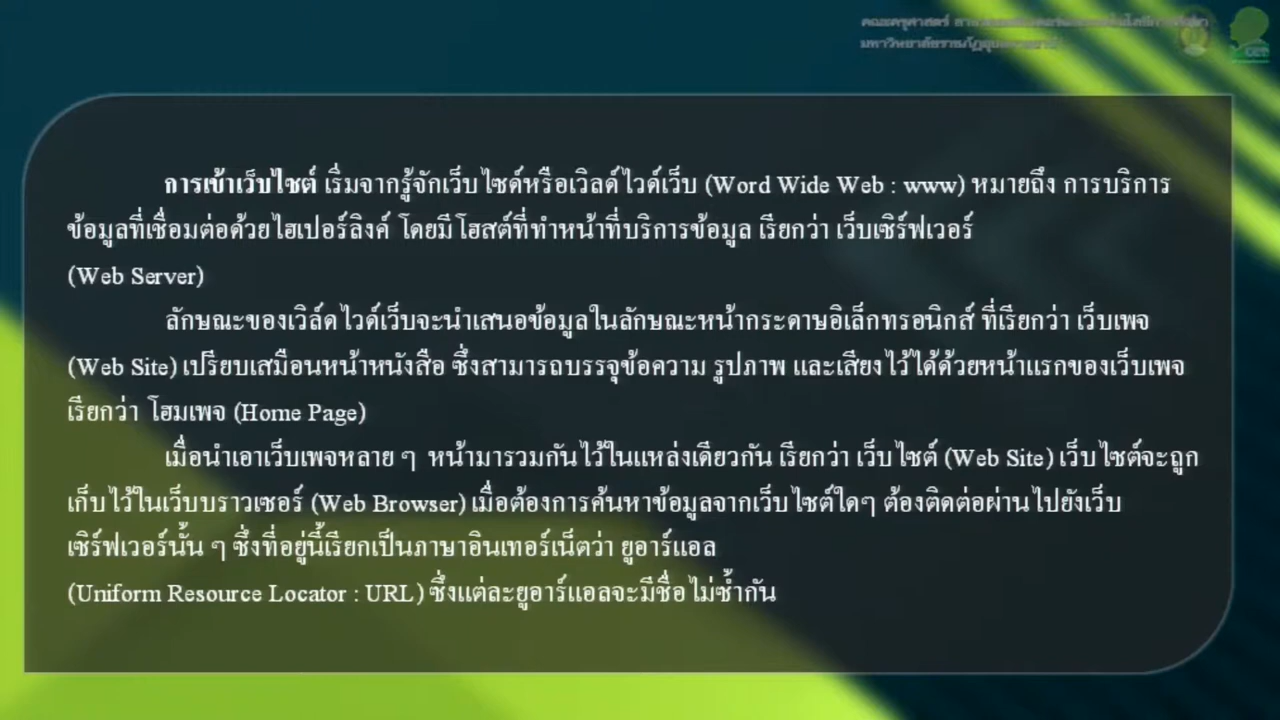 คณะครุศาสตร์
มหาวิทยาลัยราชภัฏ
การเข้าเว็บไซต์ เริ่มจากรู้จักเว็บไซด์หรือเวิลด์ไวด์เว็บ (Word Wide Web : www) หมายถึง การบริการ
ข้อมูลที่เชื่อมต่อด้วยไฮเปอร์ลิงค์ โดยมีโฮสต์ที่ทำหน้าที่บริการข้อมูล เรียกว่า เว็บเซิร์ฟเวอร์
(Web Server)
ลักษณะของเวิล์ดไวด์เว็บจะนำเสนอข้อมูลในลักษณะหน้ากระดาษอิเล็กทรอนิกส์ ที่เรียกว่า เว็บเพจ
(Web Site) เปรียบเสมือนหน้าหนังสือ ซึ่งสามารถบรรจุข้อความ รูปภาพ และเสียงไว้ได้ด้วยหน้าแรกของเว็บเพจ
เรียกว่า โฮมเพจ (Home Page)
เมื่อนำเอาเว็บเพจหลาย ๆ หน้ามารวมกันไว้ในแหล่งเดียวกัน เรียกว่า เว็บไซต์ (Web Site) เว็บไซต์จะถูก
เก็บไว้ในเว็บบราวเซอร์ (Web Browser) เมื่อต้องการค้นหาข้อมูลจากเว็บไซต์ใดๆ ต้องติดต่อผ่านไปยังเว็บ
เซิร์ฟเวอร์นั้น ๆ ซึ่งที่อยู่นี้เรียกเป็นภาษาอินเทอร์เน็ตว่า ยูอาร์แอล
(Uniform Resource Locator : URL) ซึ่งแต่ละยูอาร์แอลจะมีชื่อไม่ซ้ำกัน